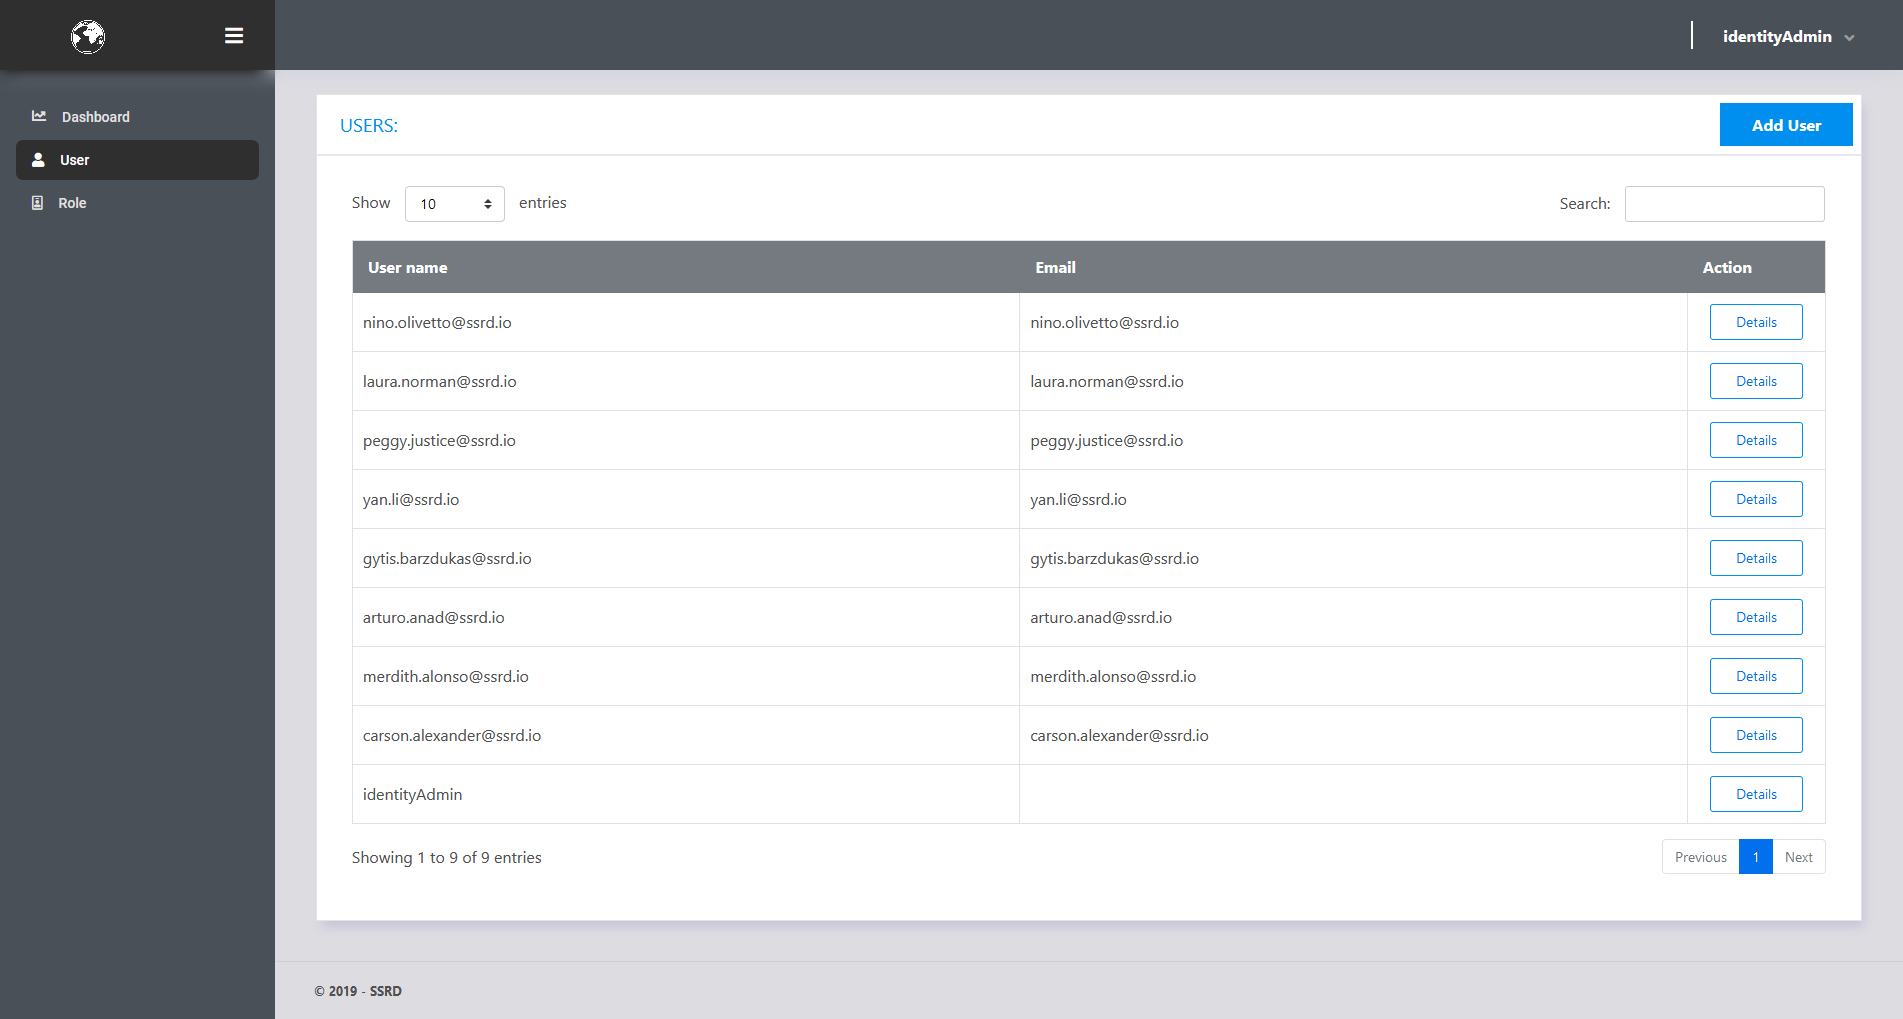 identityAdmin
Dashboard
User
Role
USERS:
Add User
Show 10 entries
Search:
User name Email Action
nino.olivetto@ssrd.io nino.olivetto@ssrd.io Details
laura.norman@ssrd.io laura.norman@ssrd.io Details
peggy.justice@ssrd.io peggy.justice@ssrd.io Details
yan.li@ssrd.io yan.li@ssrd.io Details
gytis.barzdukas@ssrd.io gytis.barzdukas@ssrd.io Details
arturo.anad@ssrd.io arturo.anad@ssrd.io Details
merdith.alonso@ssrd.io merdith.alonso@ssrd.io Details
carson.alexander@ssrd.io carson.alexander@ssrd.io Details
identityAdmin Details
Showing 1 to 9 of 9 entries
Previous 1 Next
© 2019 - SSRD